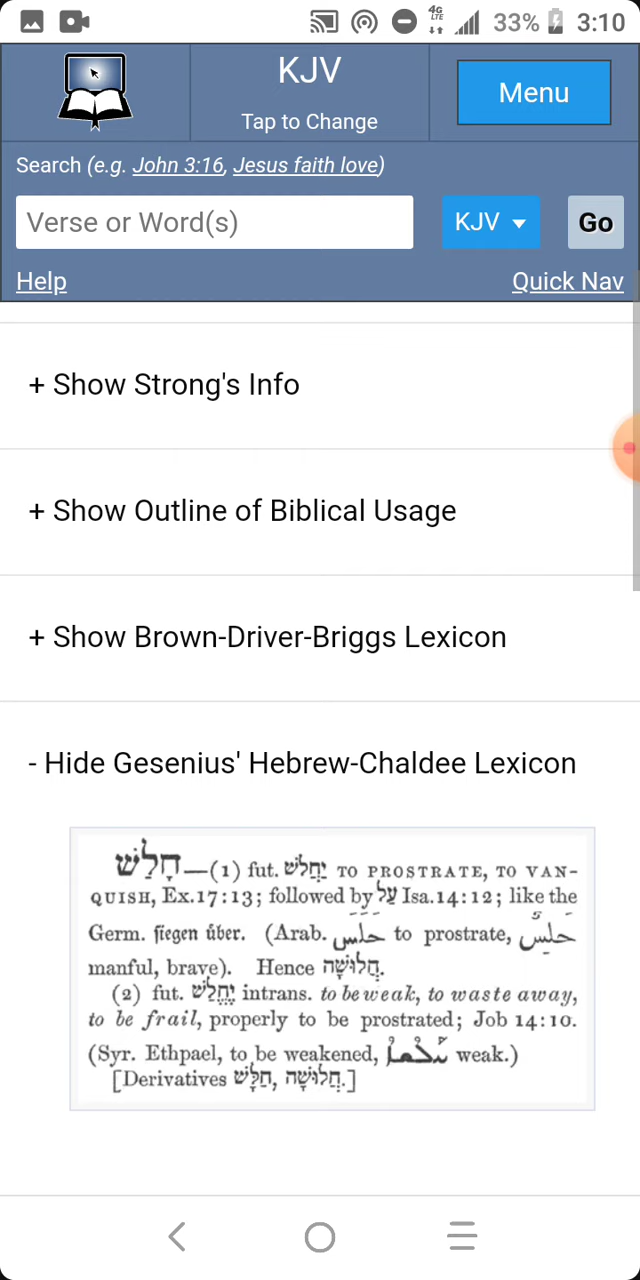 4G
LTE
33%
3:10
KJV
Tap to Change
Menu
Search (e.g. John 3:16, Jesus faith love)
Verse or Word(s)
KJV
Go
Help
Quick Nav
+ Show Strong's Info
+ Show Outline of Biblical Usage
+ Show Brown-Driver-Briggs Lexicon
- Hide Gesenius' Hebrew-Chaldee Lexicon
חָלַשׁ—(1) fut. יַחֲלשׁ TO PROSTRATE, TO VAN-
QUISH, Ex.17:13; followed by עַל Isa.14:12; like the
Germ. siegen über. (Arab. حلس to prostrate, حلس
manful, brave). Hence חֲלוּשָׁה.
(2) fut. יֶחֱלַשׁ intrans. to be weak, to waste away,
to be frail, properly to be prostrated; Job 14:10.
(Syr. Ethpael, to be weakened, weak.)
[Derivatives חַלָּשׁ, חֲלוּשָׁה.]